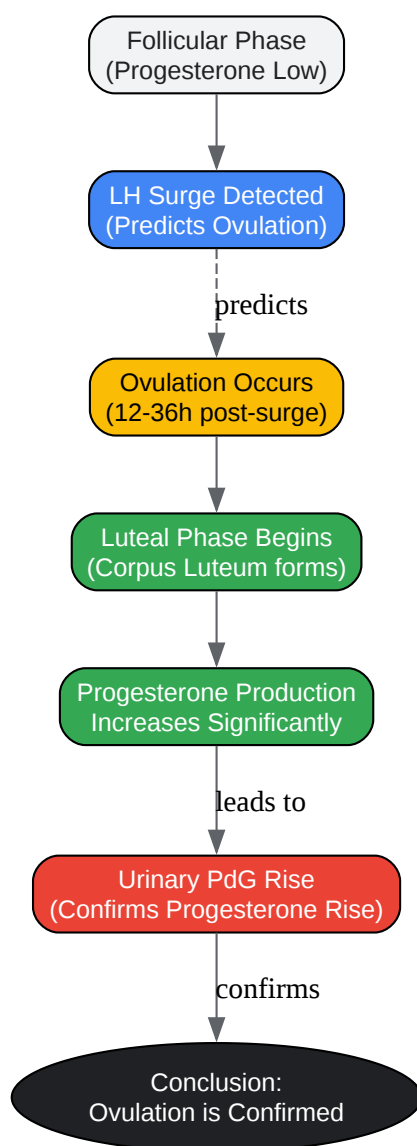 Follicular Phase
(Progesterone Low)
LH Surge Detected
(Predicts Ovulation)
predicts
Ovulation Occurs
(12-36h post-surge)
Luteal Phase Begins
(Corpus Luteum forms)
Progesterone Production
Increases Significantly
leads to
Urinary PdG Rise
(Confirms Progesterone Rise)
confirms
Conclusion:
Ovulation is Confirmed